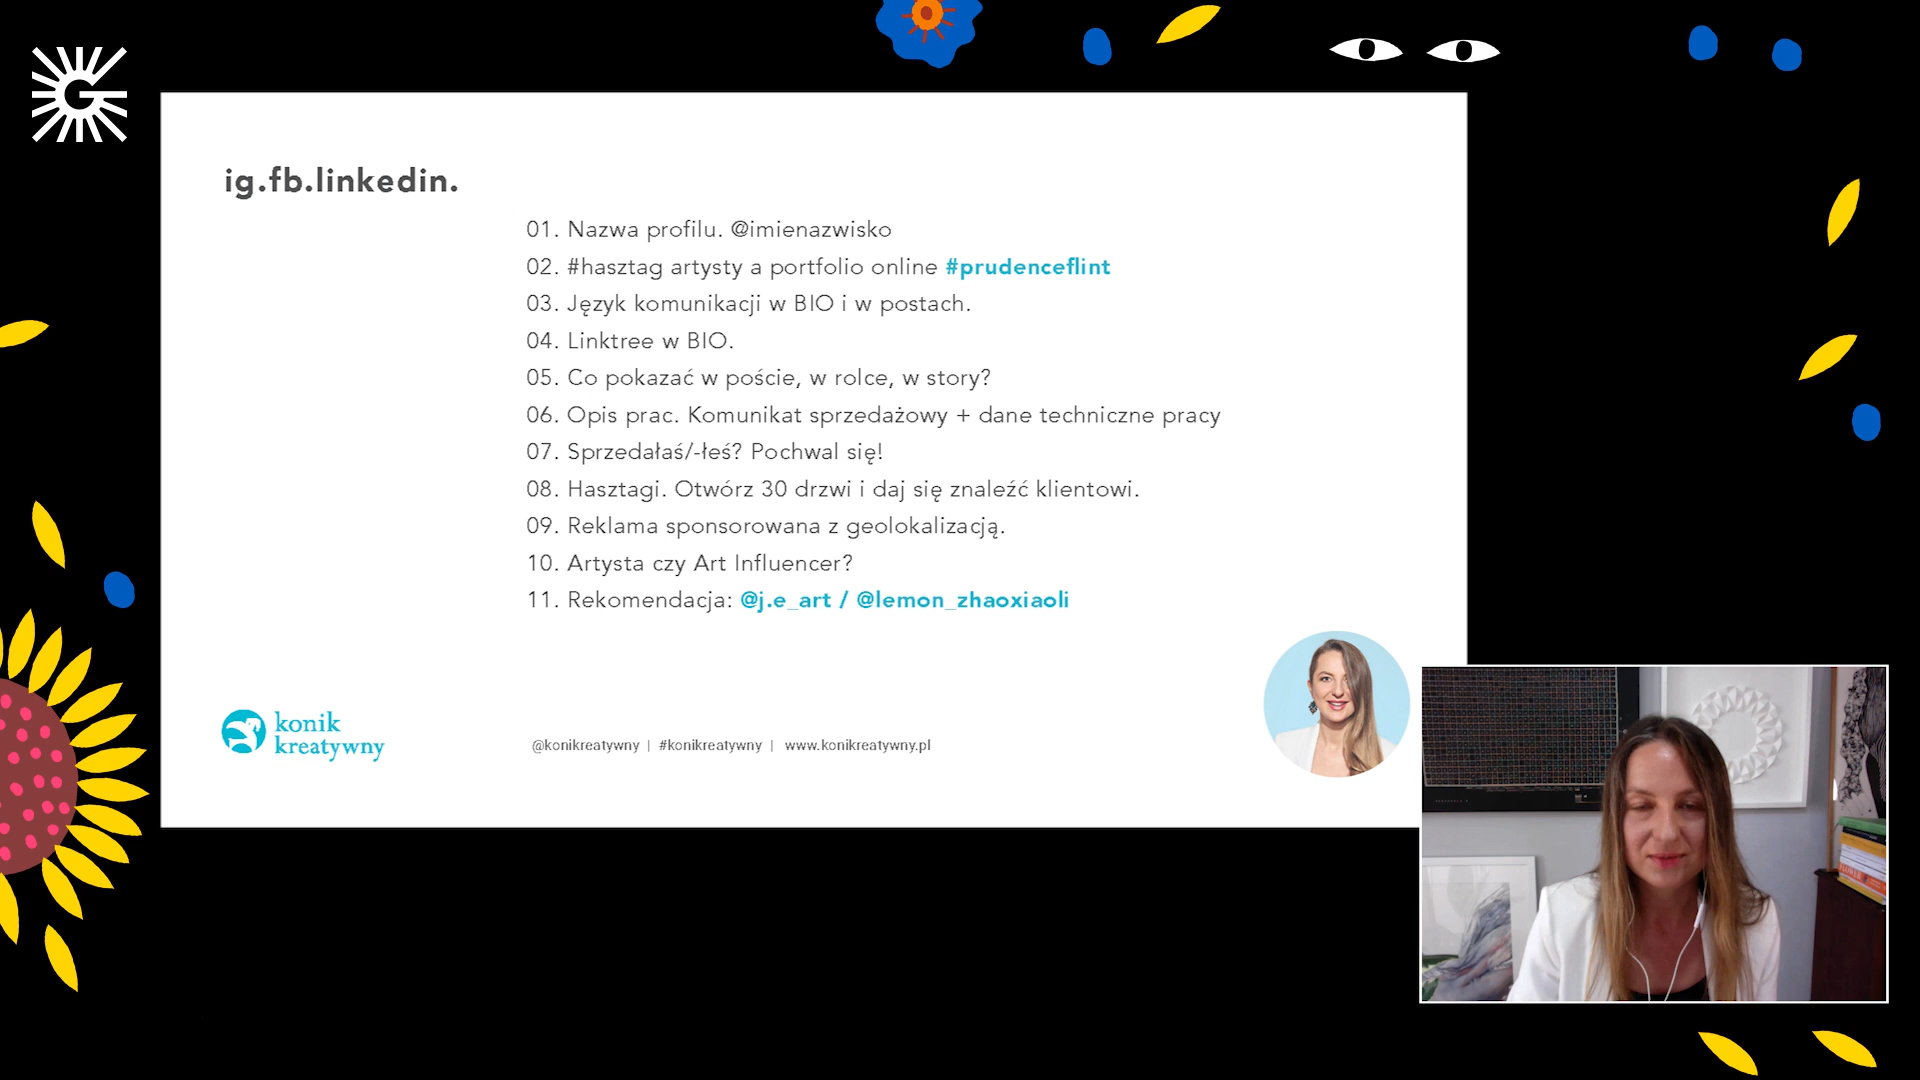 ig.fb.linkedin.
01. Nazwa profilu. @imienazwisko
02. #hasztag artysty a portfolio online #prudenceflint
03. Język komunikacji w BIO i w postach.
04. Linktree w BIO.
05. Co pokazać w poście, w rolce, w story?
06. Opis prac. Komunikat sprzedażowy + dane techniczne pracy
07. Sprzedałaś/-łeś? Pochwal się!
08. Hasztagi. Otwórz 30 drzwi i daj się znaleźć klientowi.
09. Reklama sponsorowana z geolokalizacją.
10. Artysta czy Art Influencer?
11. Rekomendacja: @j.e_art / @lemon_zhaoxiaoli
konik
kreatywny
@konikreatywny | #konikreatywny | www.konikreatywny.pl